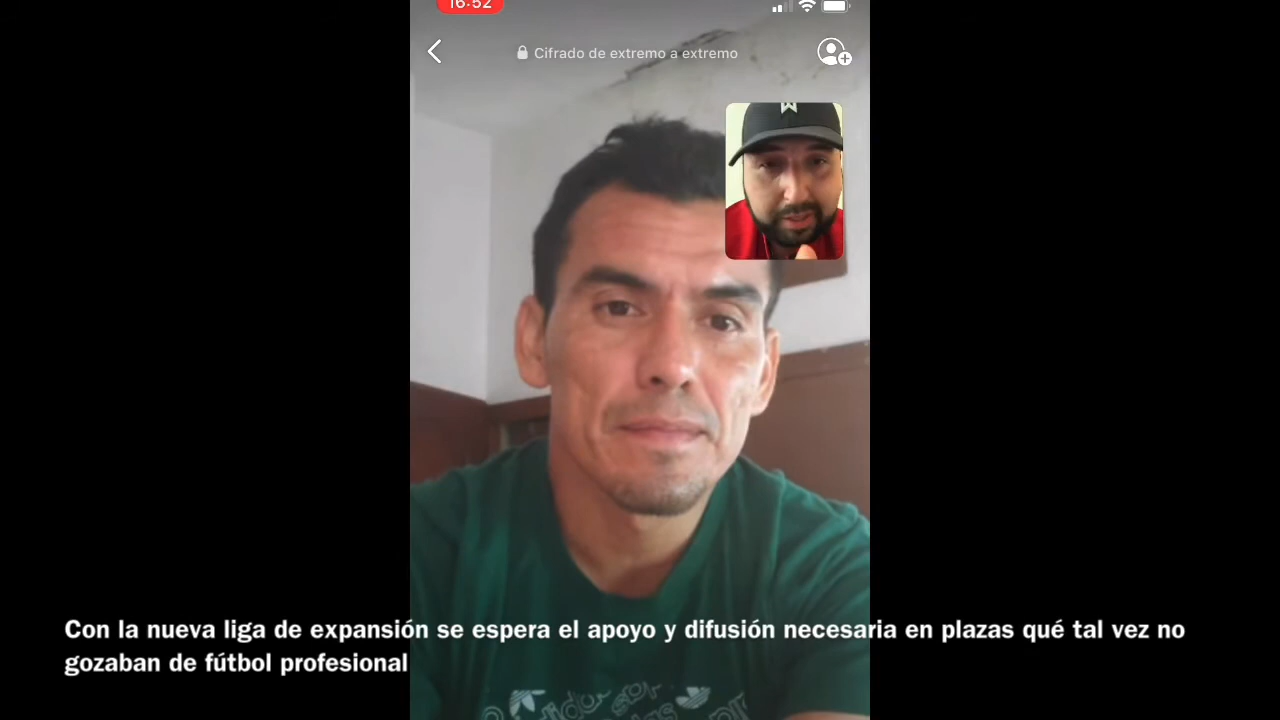 16:52
Cifrado de extremo a extremo
Con la nueva liga de expansión se espera el apoyo y difusión necesaria en plazas qué tal vez no
gozaban de fútbol profesional